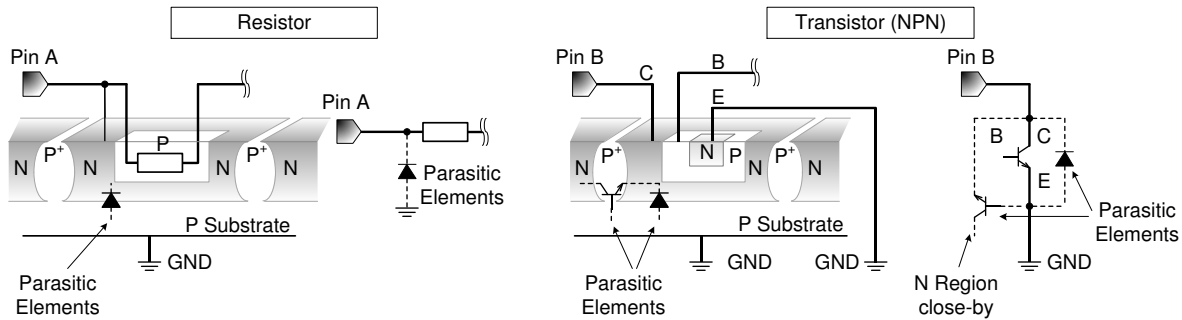 Resistor
Pin A
N
P+
N
P
N
P+
N
P Substrate
GND
Parasitic
Elements
Pin A
Parasitic
Elements
Transistor (NPN)
Pin B
C
B
E
N
P+
N
N
P
N
P+
N
P Substrate
GND
GND
Parasitic
Elements
Pin B
B
C
E
Parasitic
Elements
GND
N Region
close-by